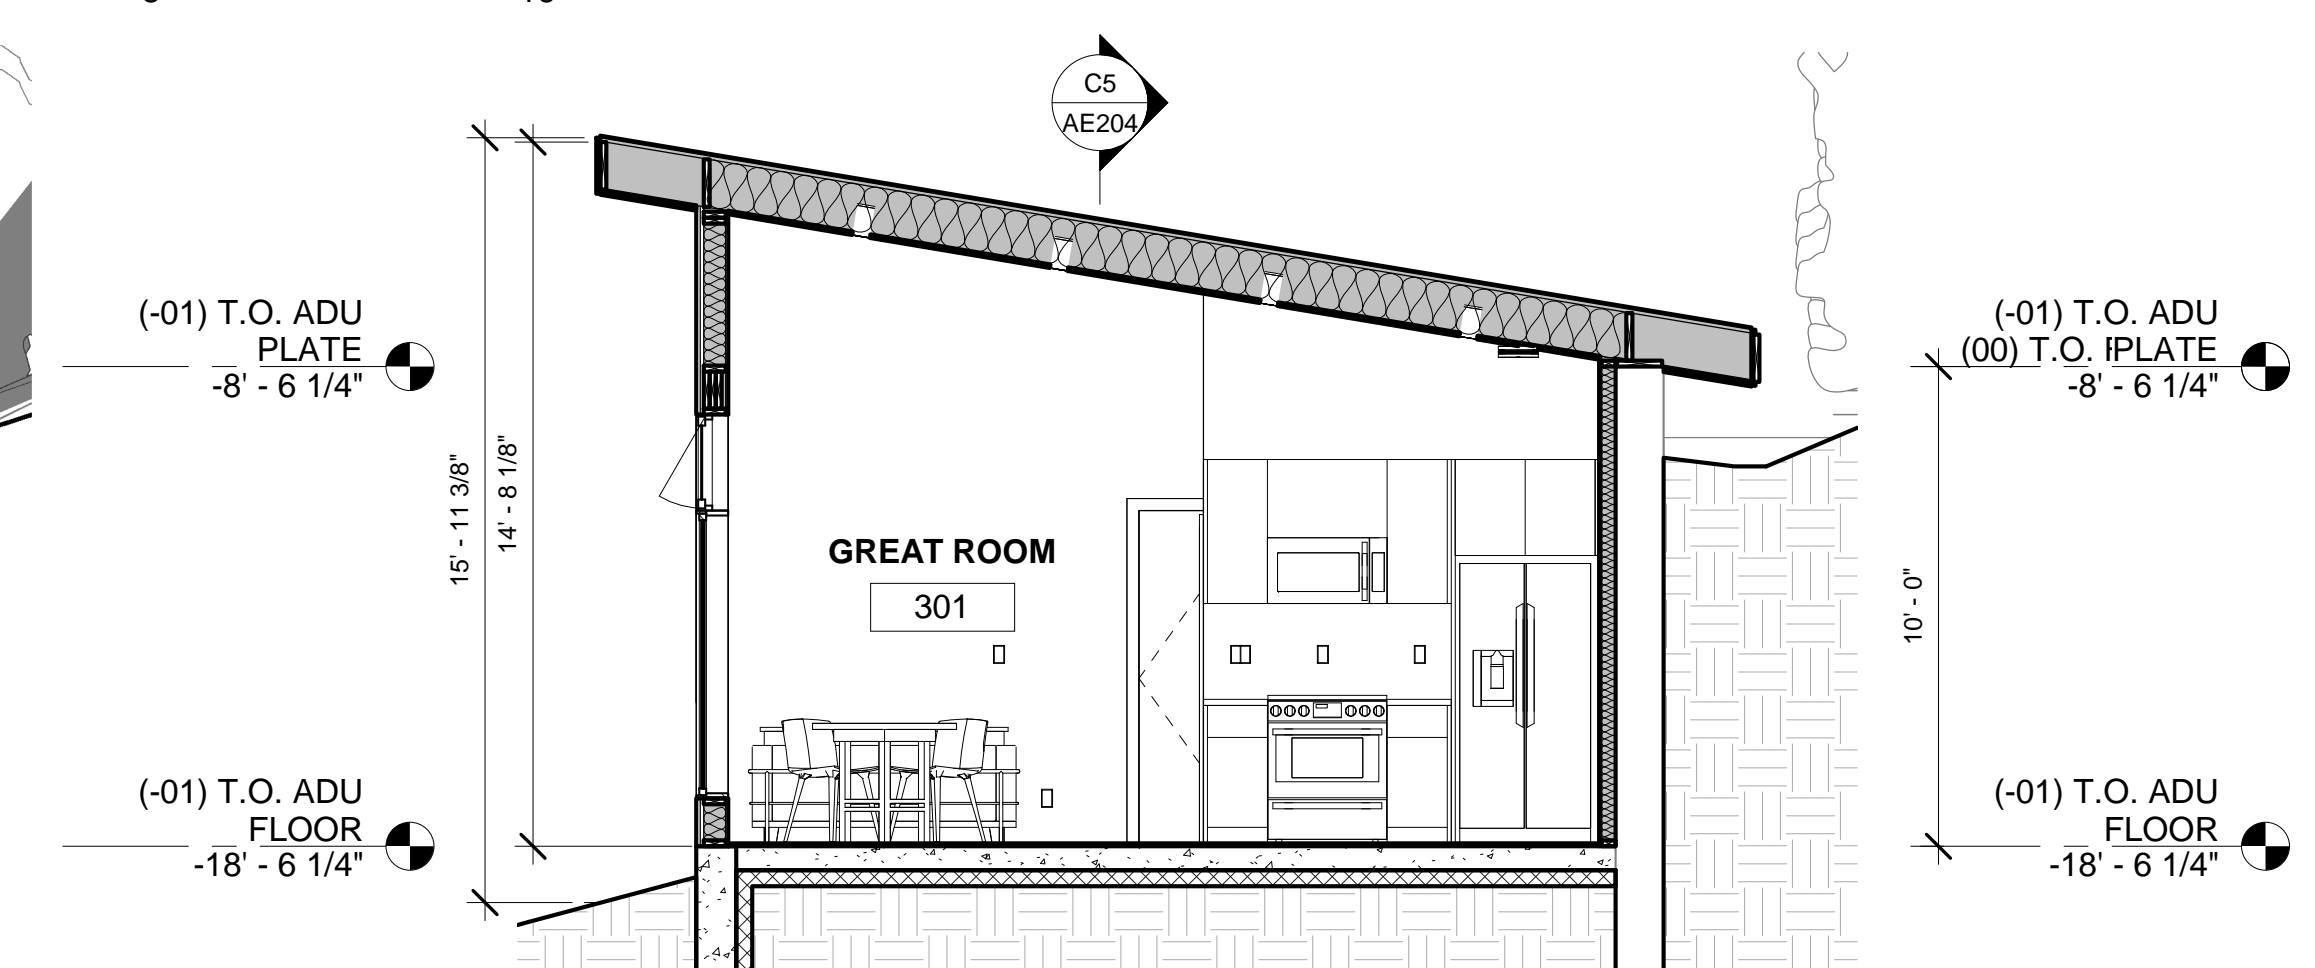 C5
AE204
(-01) T.O. ADU
PLATE
-8' - 6 1/4"
(-01) T.O. ADU
(00) T.O. PLATE
-8' - 6 1/4"
15' - 11 3/8"
14' - 8 1/8"
GREAT ROOM
301
10' - 0"
(-01) T.O. ADU
FLOOR
-18' - 6 1/4"
(-01) T.O. ADU
FLOOR
-18' - 6 1/4"